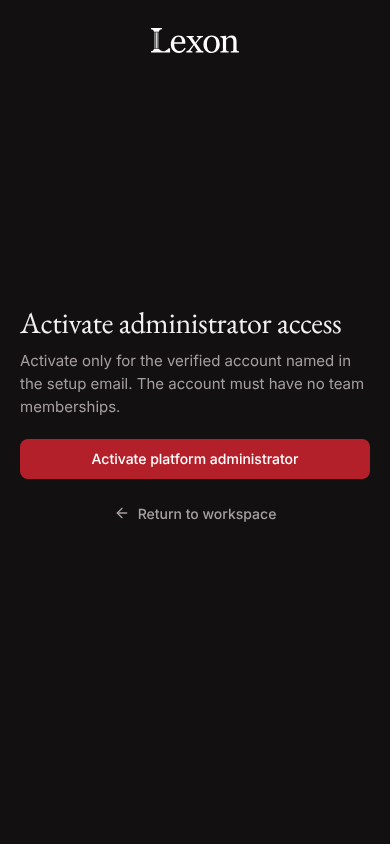 Lexon
Activate administrator access
Activate only for the verified account named in
the setup email. The account must have no team
memberships.
Activate platform administrator
← Return to workspace